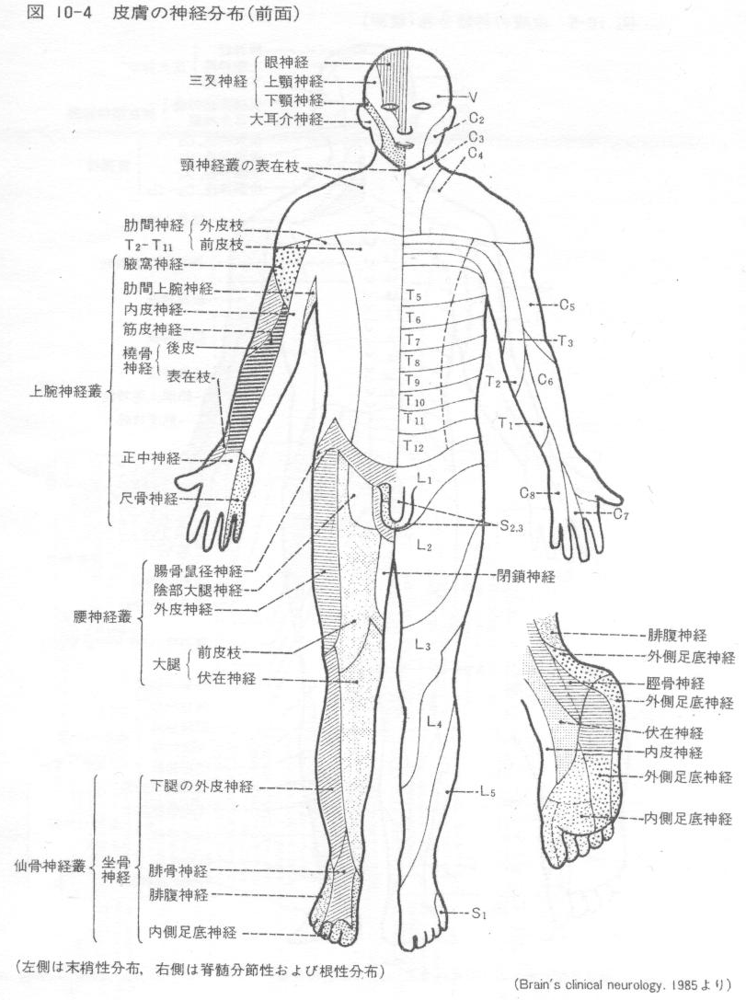 図 10-4 皮膚の神経分布(前面)
三叉神経
眼神経
上顎神経
下顎神経
大耳介神経
頸神経叢の表在枝
肋間神経
T2-T11
外皮枝
前皮枝
上腕神経叢
腋窩神経
肋間上腕神経
内皮神経
筋皮神経
橈骨
神経
後皮
表在枝
正中神経
尺骨神経
腰神経叢
腸骨鼠径神経
陰部大腿神経
外皮神経
大腿
前皮枝
伏在神経
仙骨神経叢
坐骨
神経
下腿の外皮神経
腓骨神経
腓腹神経
内側足底神経
V
C2
C3
C4
T5
T6
T7
T8
T9
T10
T11
T12
L1
L2
L3
L4
C5
T3
T2
C6
T1
C8
C7
S2,3
閉鎖神経
L5
S1
腓腹神経
外側足底神経
脛骨神経
外側足底神経
伏在神経
内皮神経
外側足底神経
内側足底神経
(左側は末梢性分布,右側は脊髄分節性および根性分布)
(Brain's clinical neurology. 1985より)